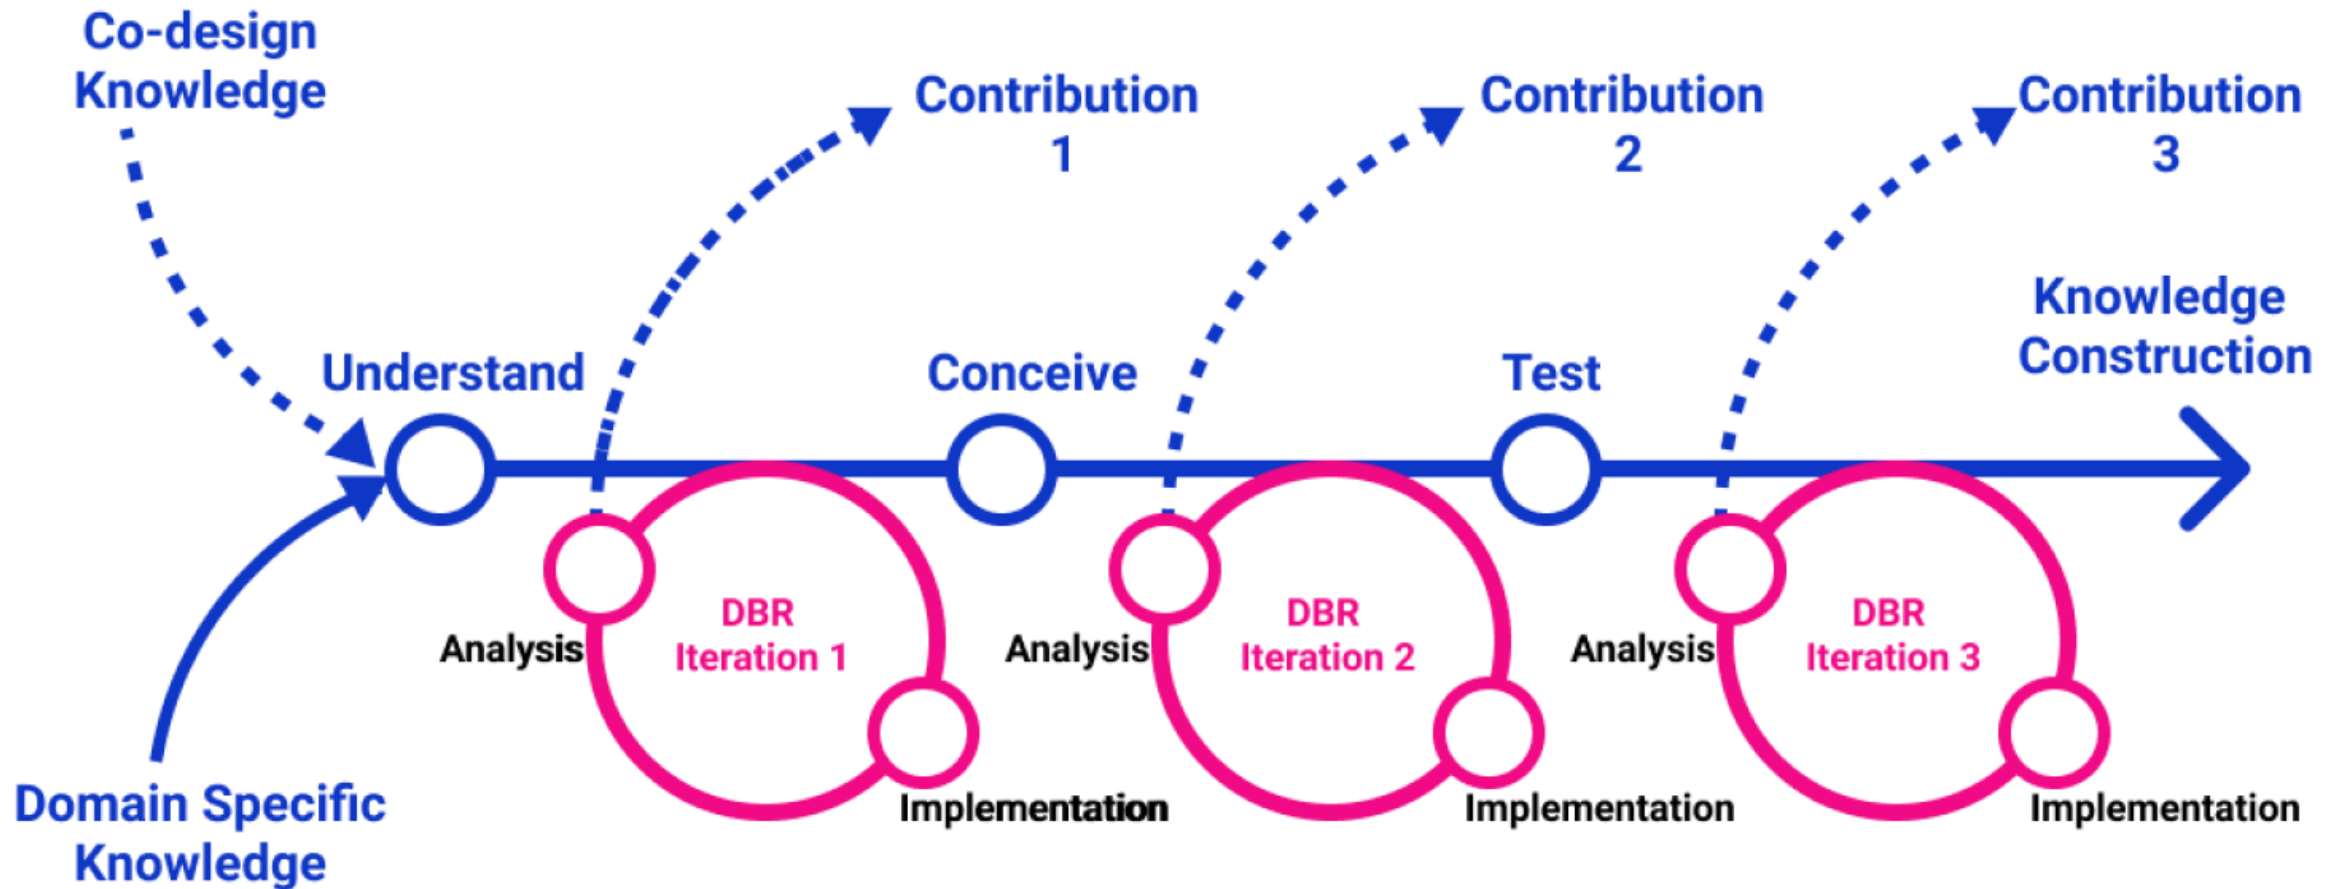 Co-design
Knowledge
Contribution
1
Contribution
2
Contribution
3
Knowledge
Construction
Understand
Conceive
Test
DBR
Iteration 1
Analysis
Implementation
DBR
Iteration 2
Analysis
Implementation
DBR
Iteration 3
Analysis
Implementation
Domain Specific
Knowledge